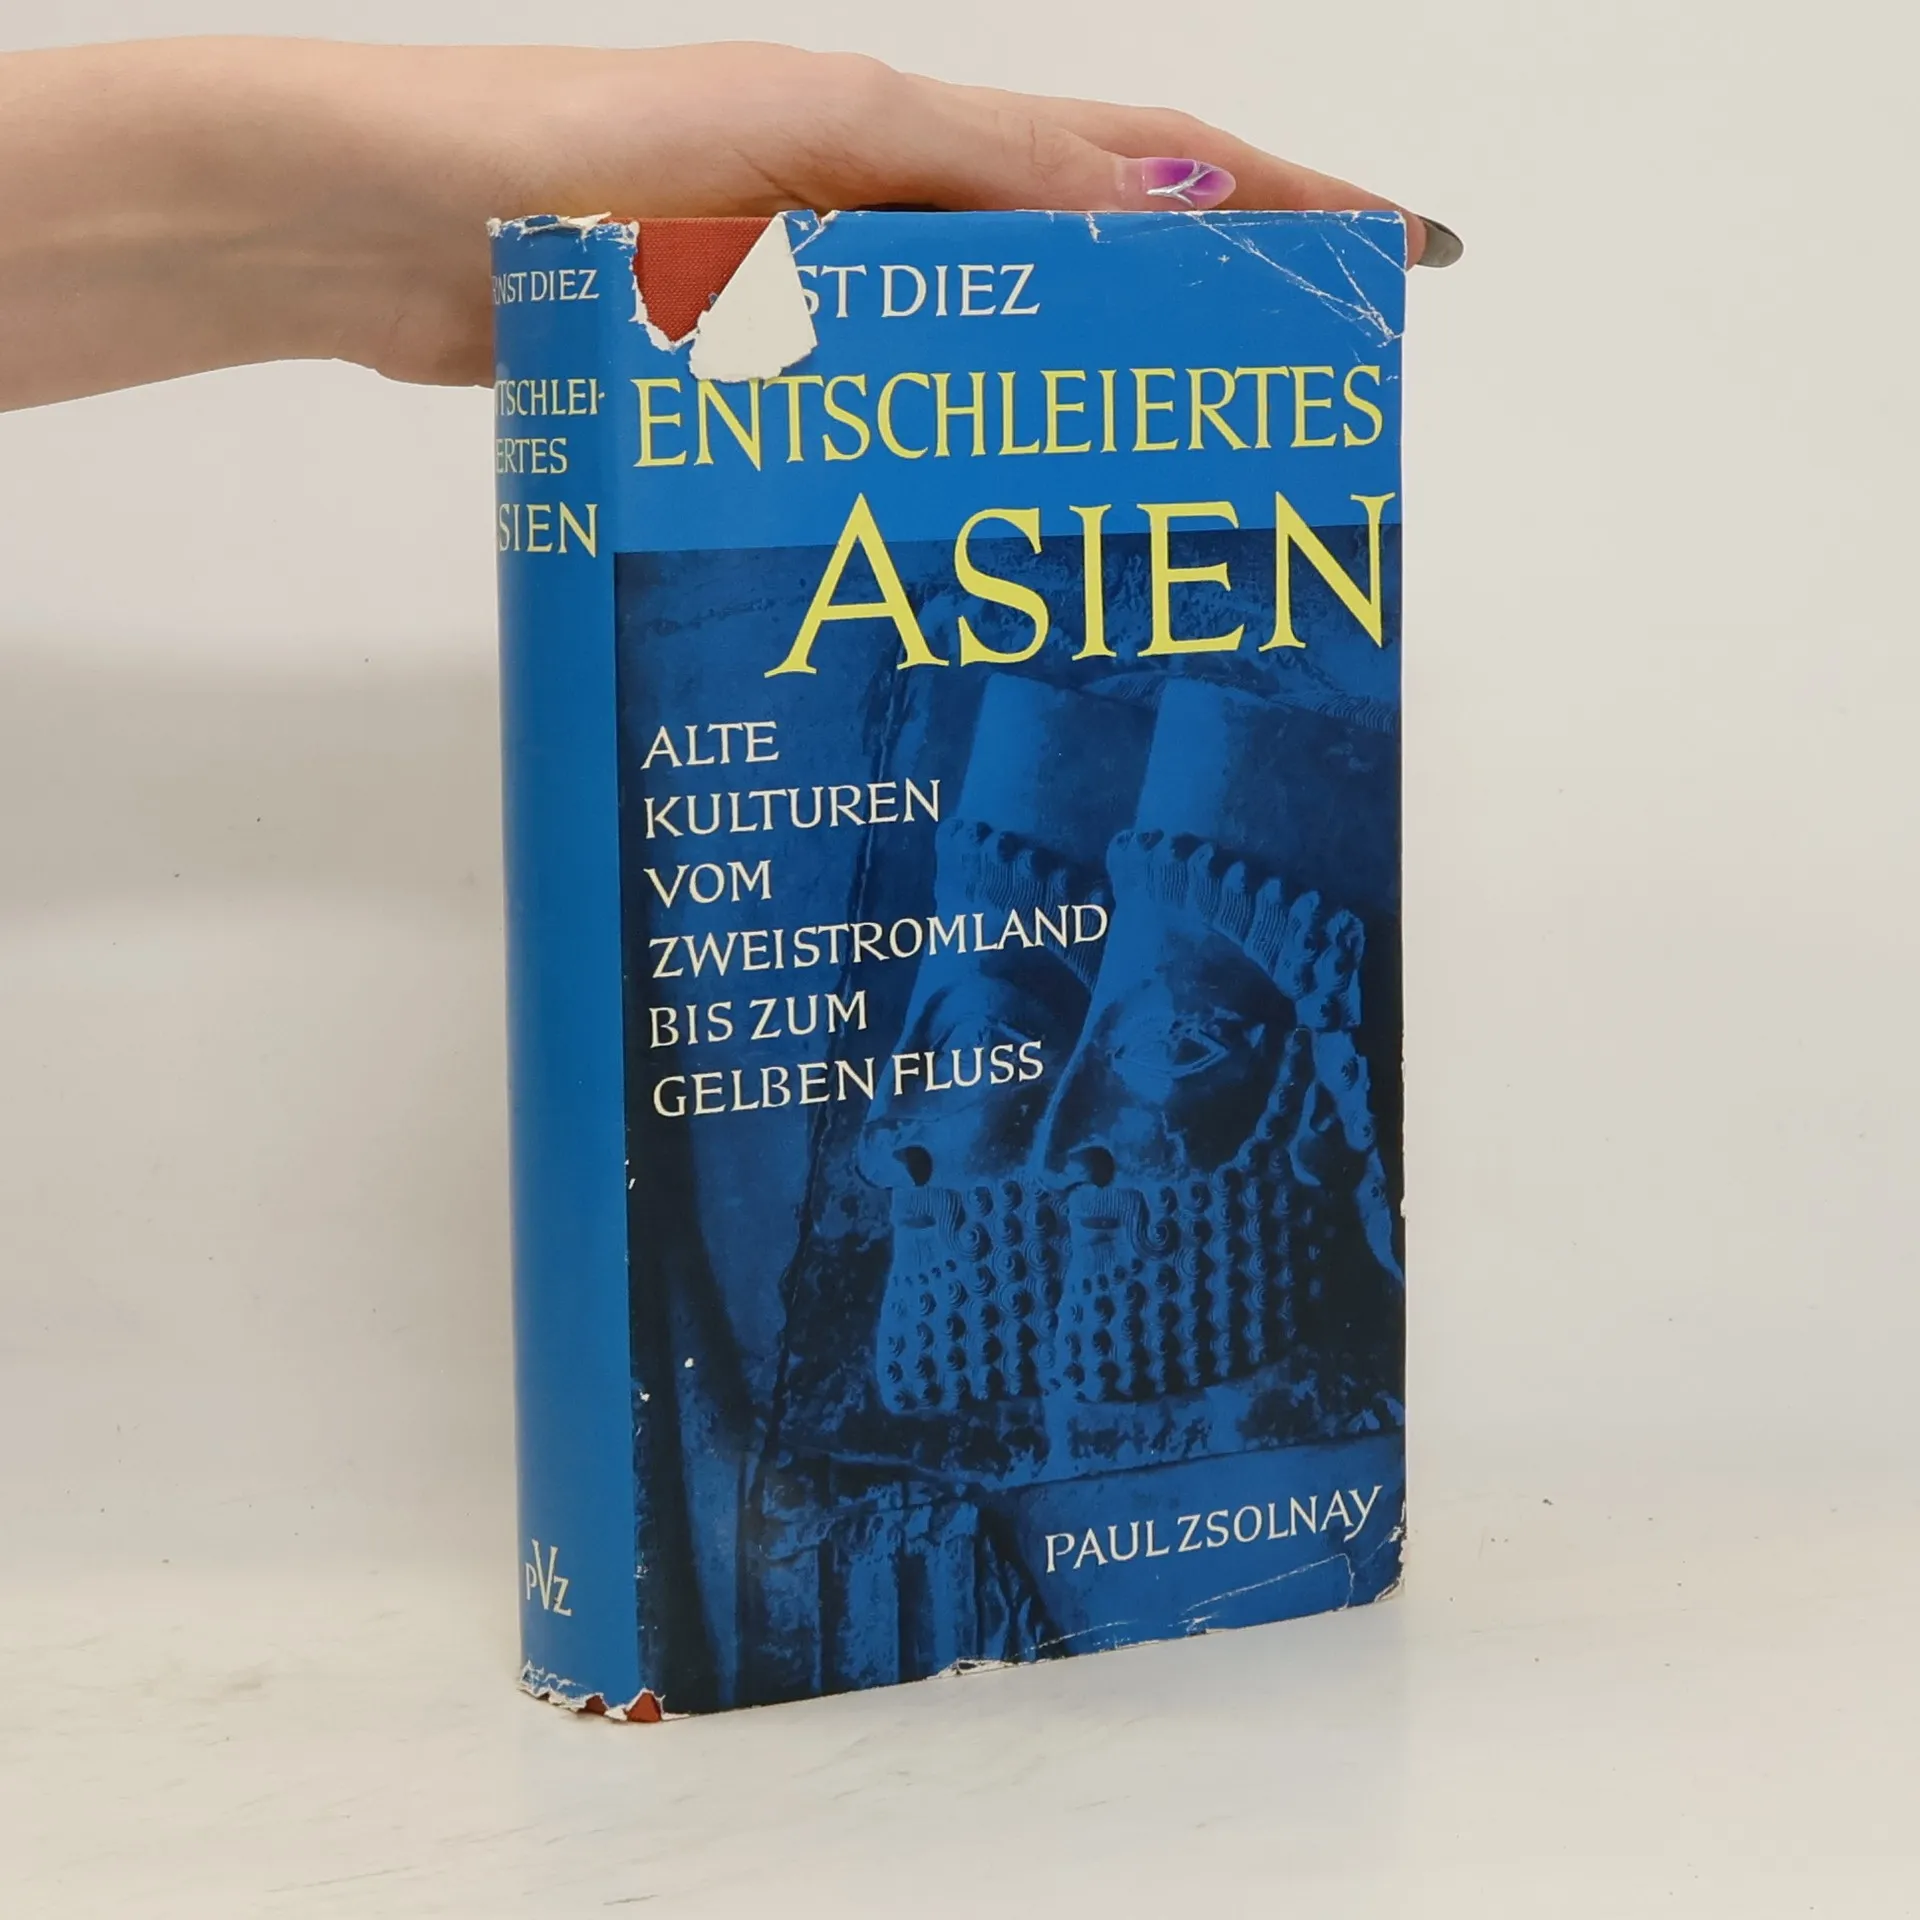 RNST DIEZ
TSCHLEI-
ERTES
SIEN
PVZ
ST DIEZ
ENTSCHLEIERTES
ASIEN
ALTE
KULTUREN
VOM
ZWEISTROMLAND
BIS ZUM
GELBEN FLUSS
PAUL ZSOLNAY